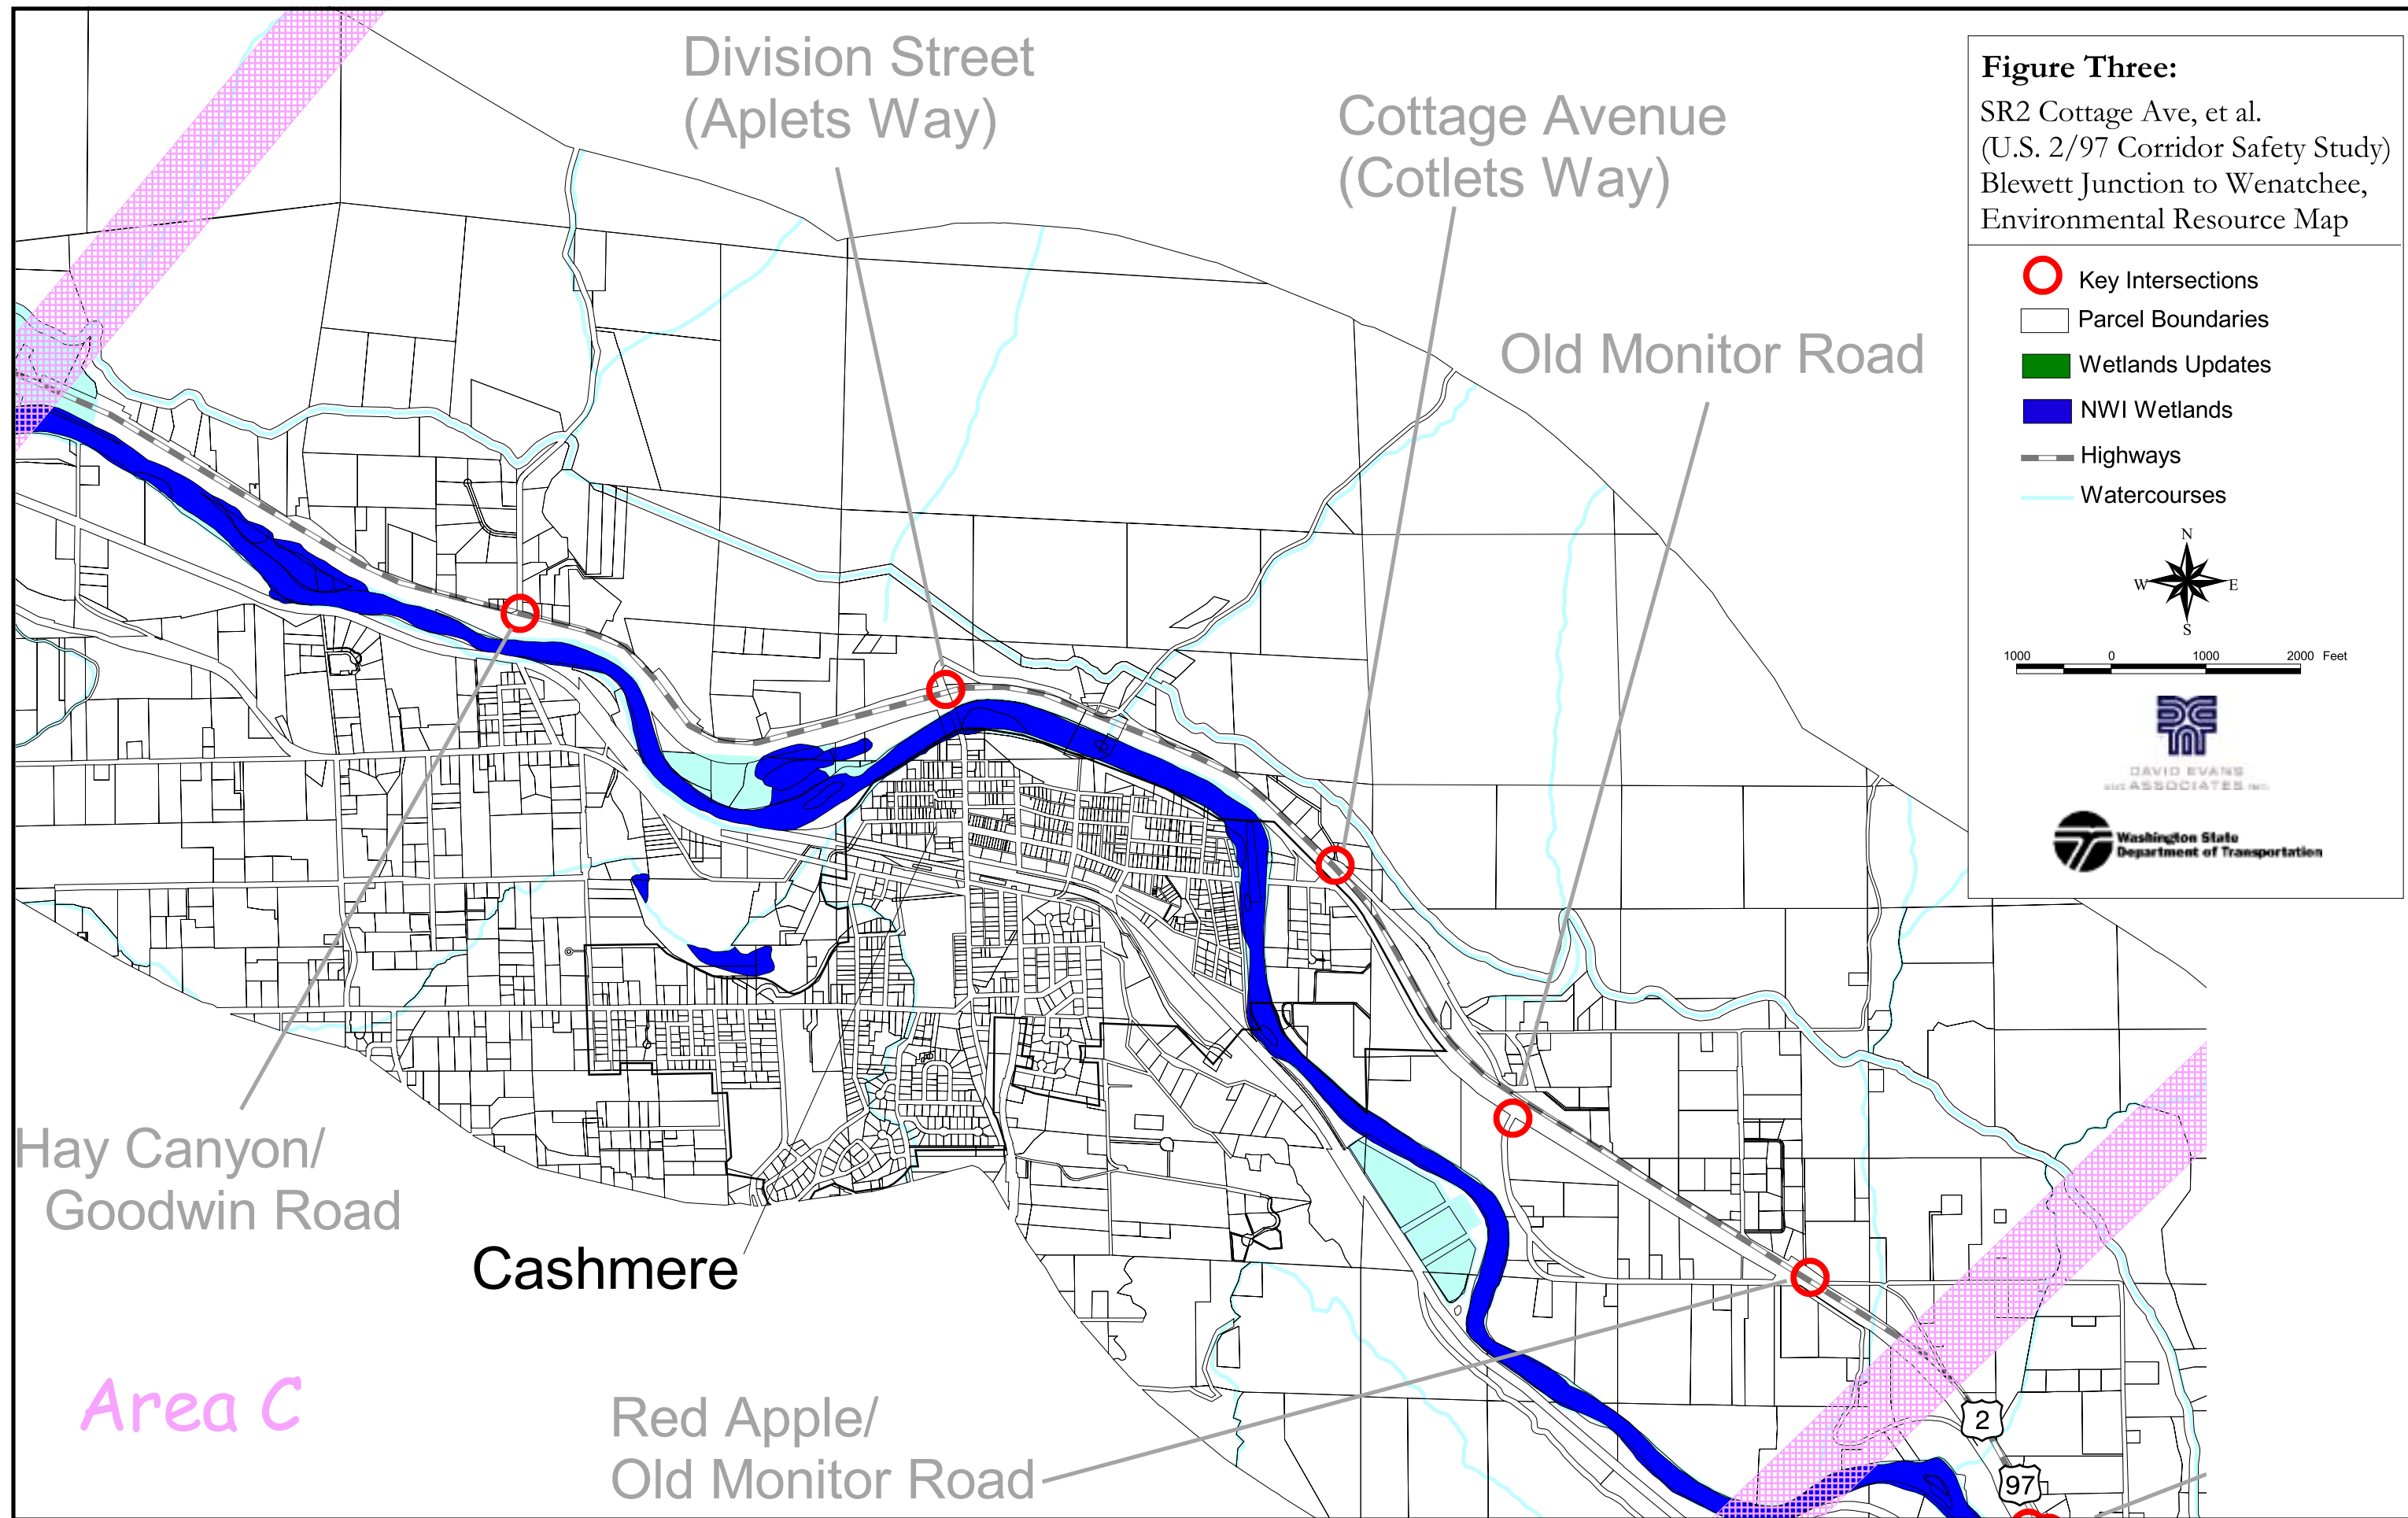 Division Street
(Aplets Way)
Cottage Avenue
(Cotlets Way)
Old Monitor Road
Hay Canyon/
Goodwin Road
Cashmere
Area C
Red Apple/
Old Monitor Road
2
97
Figure Three:
SR2 Cottage Ave, et al.
(U.S. 2/97 Corridor Safety Study)
Blewett Junction to Wenatchee,
Environmental Resource Map
Key Intersections
Parcel Boundaries
Wetlands Updates
NWI Wetlands
Highways
Watercourses
N
W E
S
1000 0 1000 2000 Feet
DAVID EVANS
AND ASSOCIATES INC.
Washington State
Department of Transportation